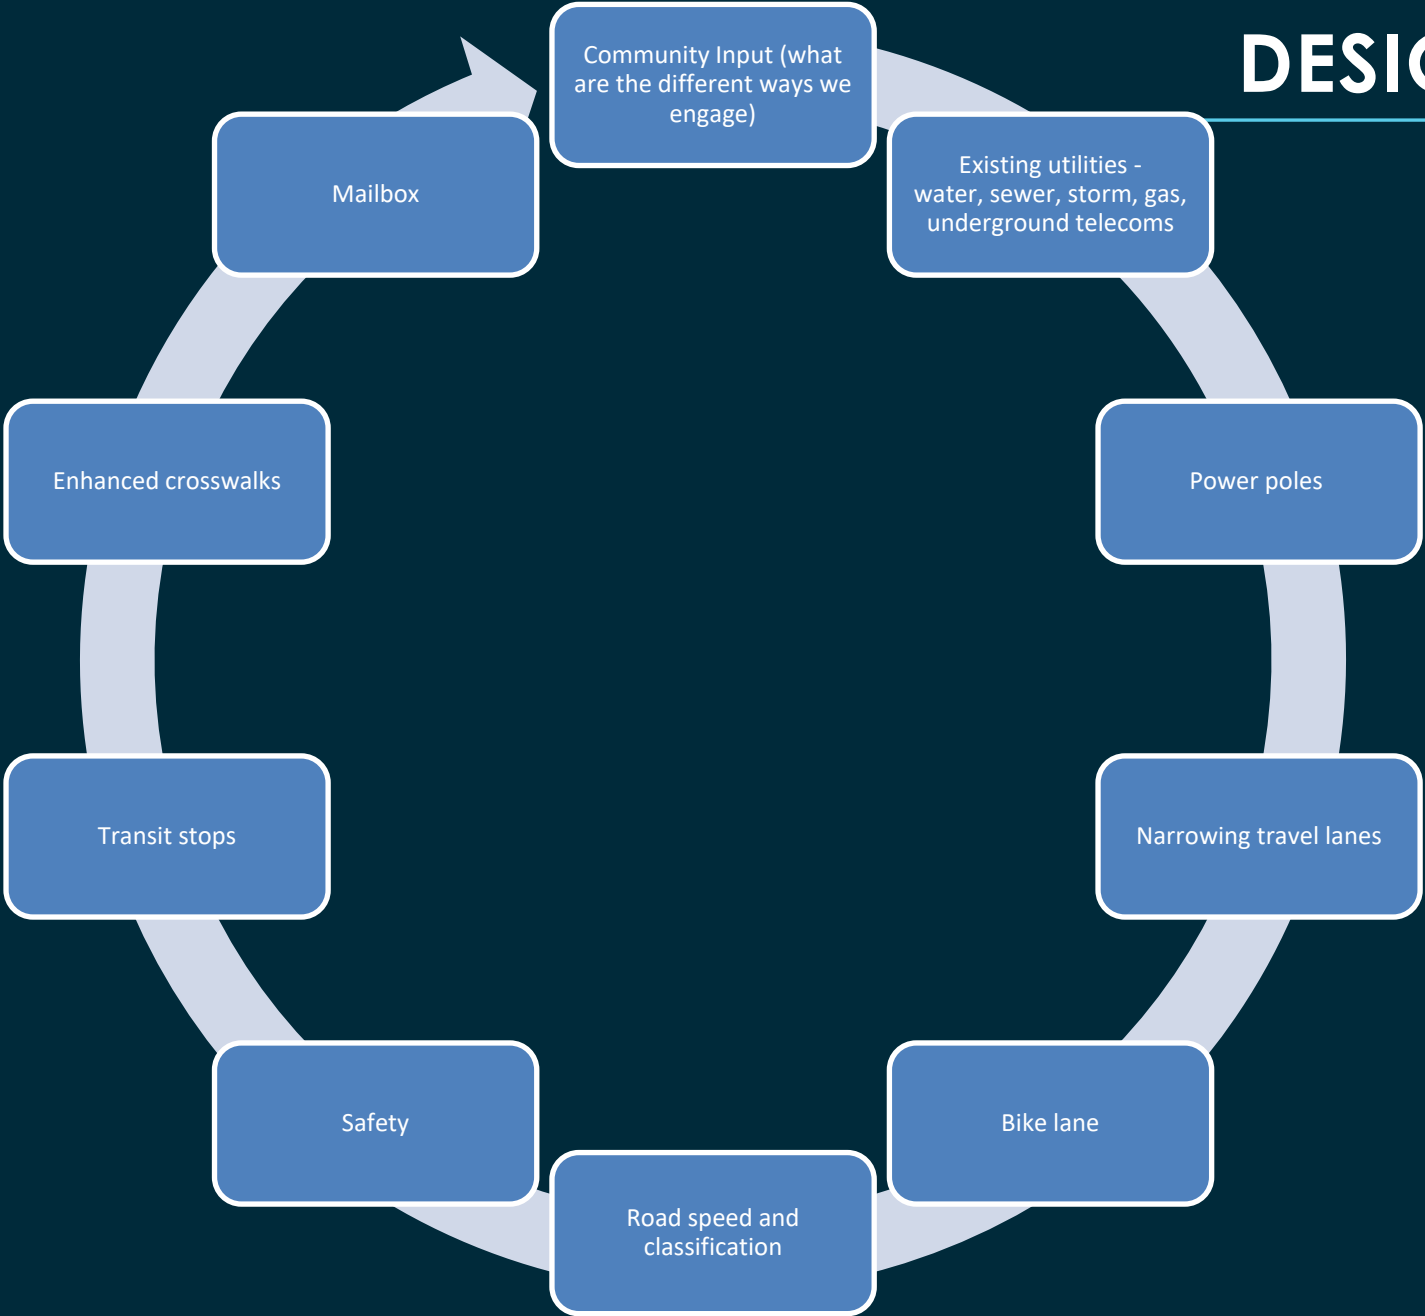 DESIG
Community Input (what
are the different ways we
engage)
Existing utilities -
water, sewer, storm, gas,
underground telecoms
Power poles
Narrowing travel lanes
Bike lane
Road speed and
classification
Safety
Transit stops
Enhanced crosswalks
Mailbox